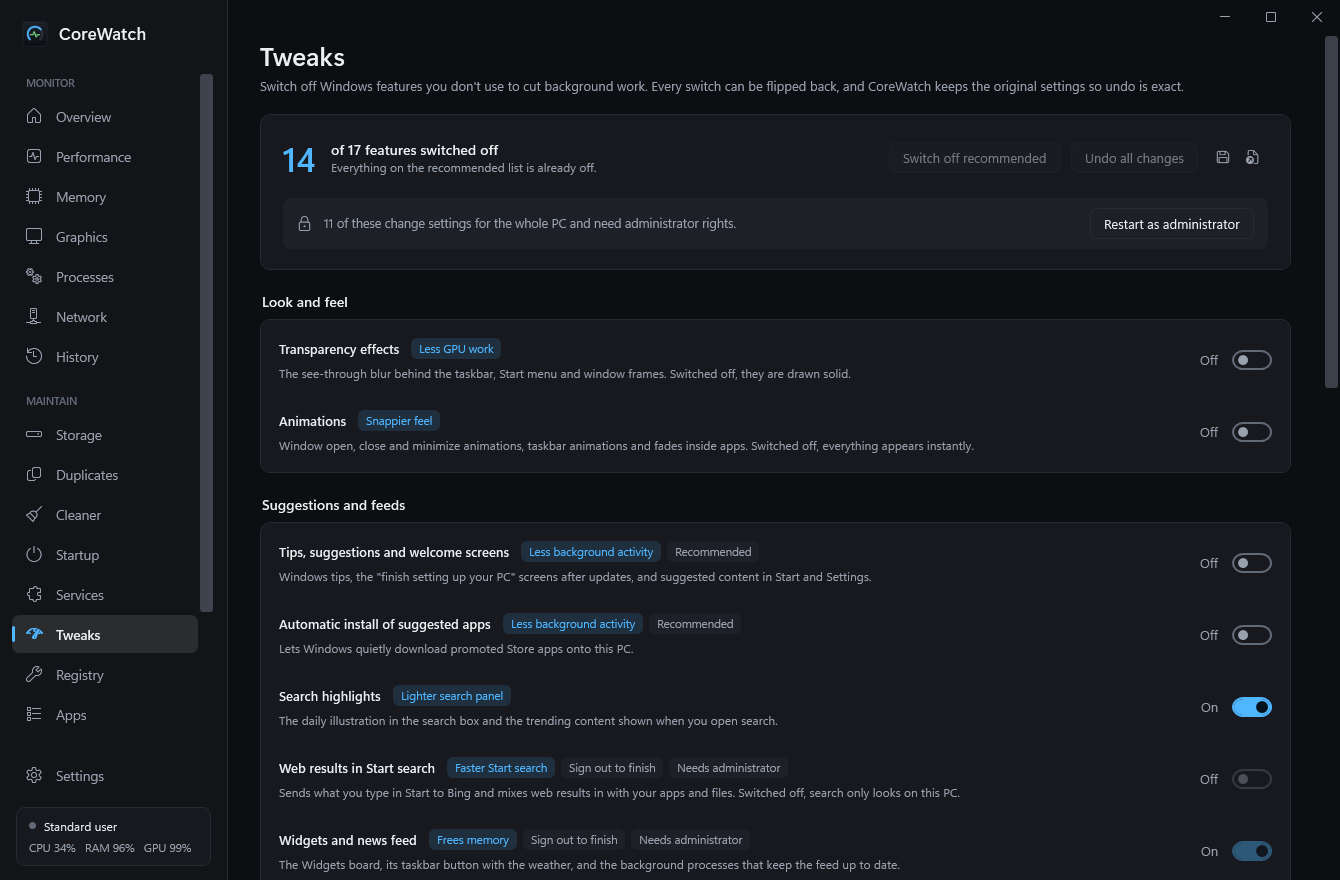 CoreWatch
MONITOR
Overview
Performance
Memory
Graphics
Processes
Network
History
MAINTAIN
Storage
Duplicates
Cleaner
Startup
Services
Tweaks
Registry
Apps
Settings
Standard user
CPU 34% RAM 96% GPU 99%
Tweaks
Switch off Windows features you don't use to cut background work. Every switch can be flipped back, and CoreWatch keeps the original settings so undo is exact.
14
of 17 features switched off
Everything on the recommended list is already off.
Switch off recommended
Undo all changes
11 of these change settings for the whole PC and need administrator rights.
Restart as administrator
Look and feel
Transparency effects Less GPU work
The see-through blur behind the taskbar, Start menu and window frames. Switched off, they are drawn solid.
Off
Animations Snappier feel
Window open, close and minimize animations, taskbar animations and fades inside apps. Switched off, everything appears instantly.
Off
Suggestions and feeds
Tips, suggestions and welcome screens Less background activity Recommended
Windows tips, the "finish setting up your PC" screens after updates, and suggested content in Start and Settings.
Off
Automatic install of suggested apps Less background activity Recommended
Lets Windows quietly download promoted Store apps onto this PC.
Off
Search highlights Lighter search panel
The daily illustration in the search box and the trending content shown when you open search.
On
Web results in Start search Faster Start search Sign out to finish Needs administrator
Sends what you type in Start to Bing and mixes web results in with your apps and files. Switched off, search only looks on this PC.
Off
Widgets and news feed Frees memory Sign out to finish Needs administrator
The Widgets board, its taskbar button with the weather, and the background processes that keep the feed up to date.
On